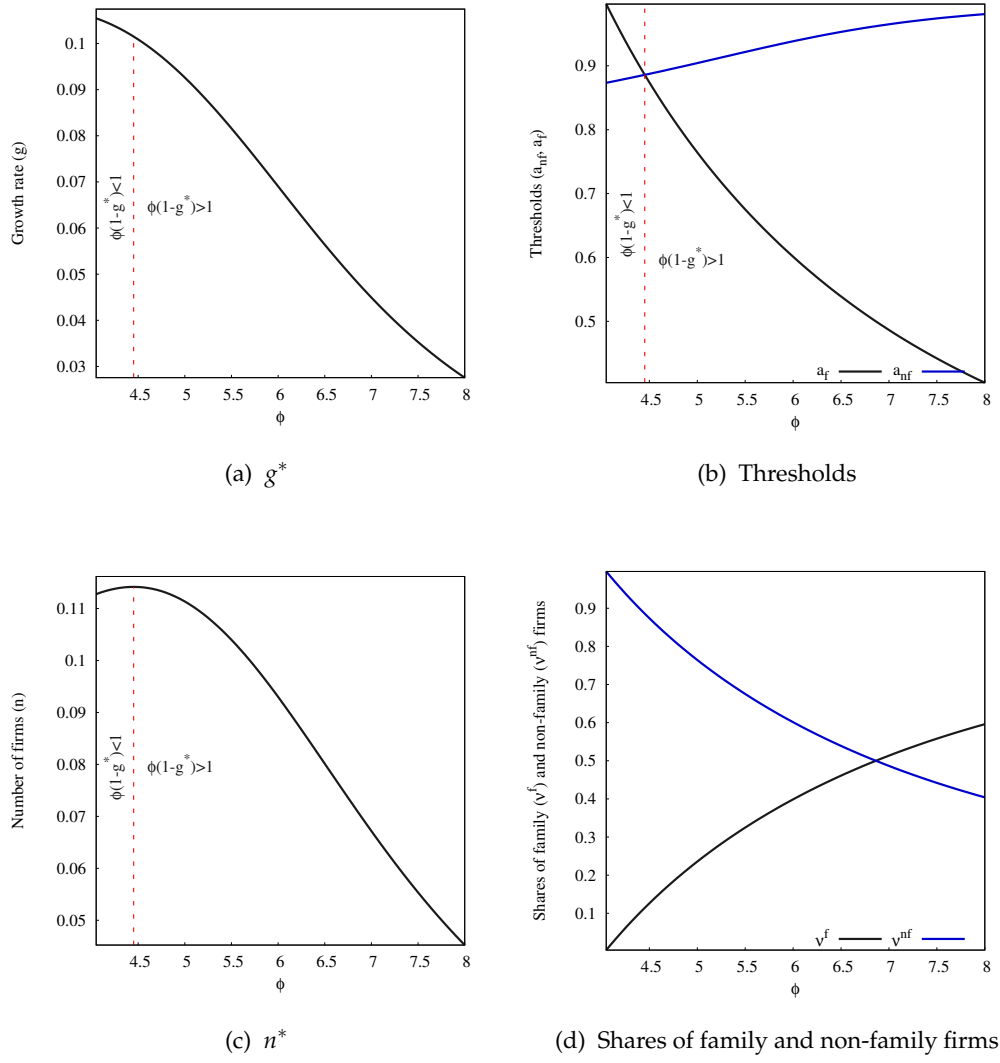 0.1
0.09
0.08
0.07
0.06
0.05
0.04
0.03
Growth rate (g)
ϕ(1-g*)<1
ϕ(1-g*)>1
4.5 5 5.5 6 6.5 7 7.5 8
ϕ
(a) g*
0.9
0.8
0.7
0.6
0.5
Thresholds (a_nf, a_f)
ϕ(1-g*)<1
ϕ(1-g*)>1
a_f a_nf
4.5 5 5.5 6 6.5 7 7.5 8
ϕ
(b) Thresholds
0.11
0.1
0.09
0.08
0.07
0.06
0.05
Number of firms (n)
ϕ(1-g*)<1
ϕ(1-g*)>1
4.5 5 5.5 6 6.5 7 7.5 8
ϕ
(c) n*
0.9
0.8
0.7
0.6
0.5
0.4
0.3
0.2
0.1
Shares of family (ν^f) and non-family (ν^nf) firms
ν^f ν^nf
4.5 5 5.5 6 6.5 7 7.5 8
ϕ
(d) Shares of family and non-family firms